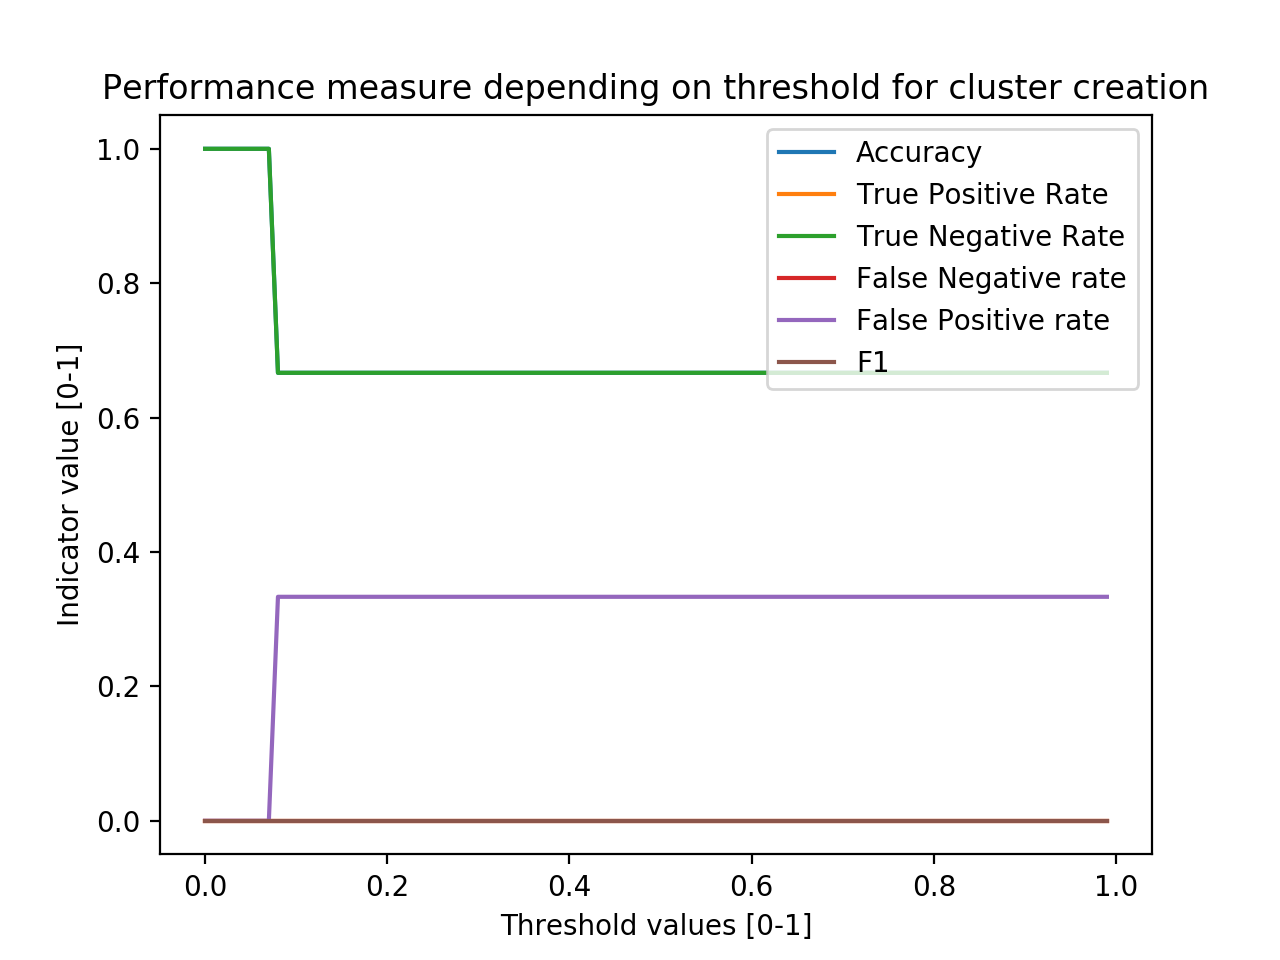 Performance measure depending on threshold for cluster creation
Accuracy
True Positive Rate
True Negative Rate
False Negative rate
False Positive rate
F1
Indicator value [0-1]
1.0
0.8
0.6
0.4
0.2
0.0
0.0 0.2 0.4 0.6 0.8 1.0
Threshold values [0-1]